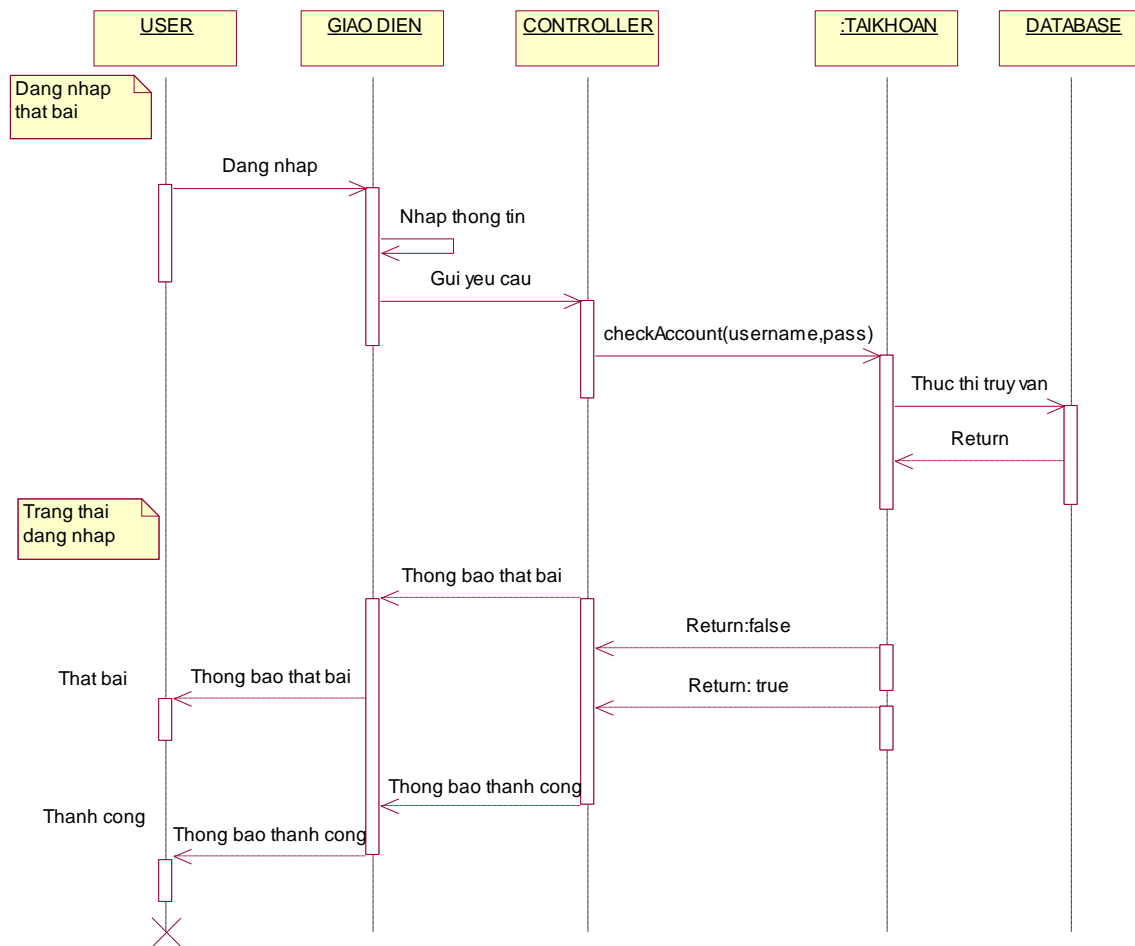 USER
GIAO DIEN
CONTROLLER
:TAIKHOAN
DATABASE
Dang nhap
that bai
Dang nhap
Nhap thong tin
Gui yeu cau
checkAccount(username,pass)
Thuc thi truy van
Return
Trang thai
dang nhap
Thong bao that bai
Return:false
That bai
Thong bao that bai
Return: true
Thong bao thanh cong
Thanh cong
Thong bao thanh cong